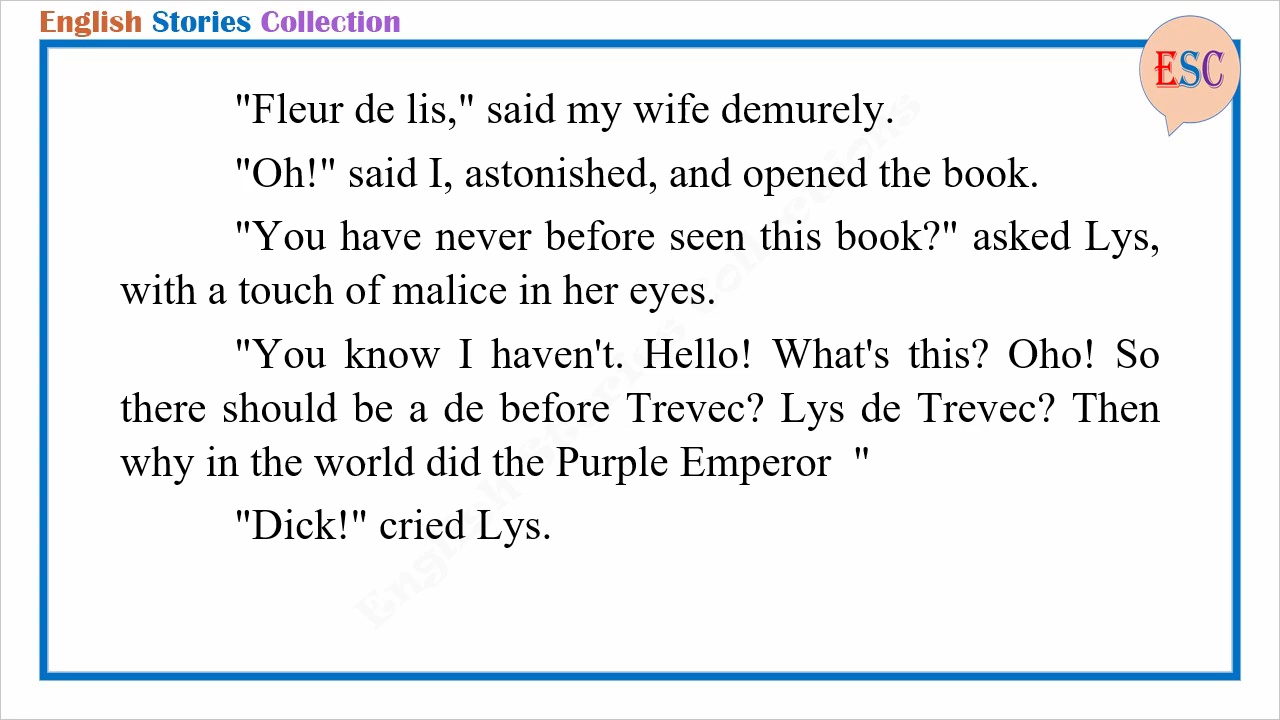 English Stories Collection
ESC
"Fleur de lis," said my wife demurely.
"Oh!" said I, astonished, and opened the book.
"You have never before seen this book?" asked Lys,
with a touch of malice in her eyes.
"You know I haven't. Hello! What's this? Oho! So
there should be a de before Trevec? Lys de Trevec? Then
why in the world did the Purple Emperor  "
"Dick!" cried Lys.
English Stories Collections